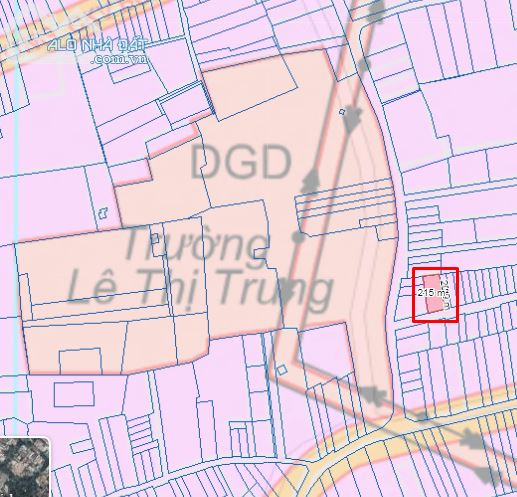 ALO NHÀ ĐẤT
.com.vn
DGD
Trường
Lê Thị Trung
215 m²